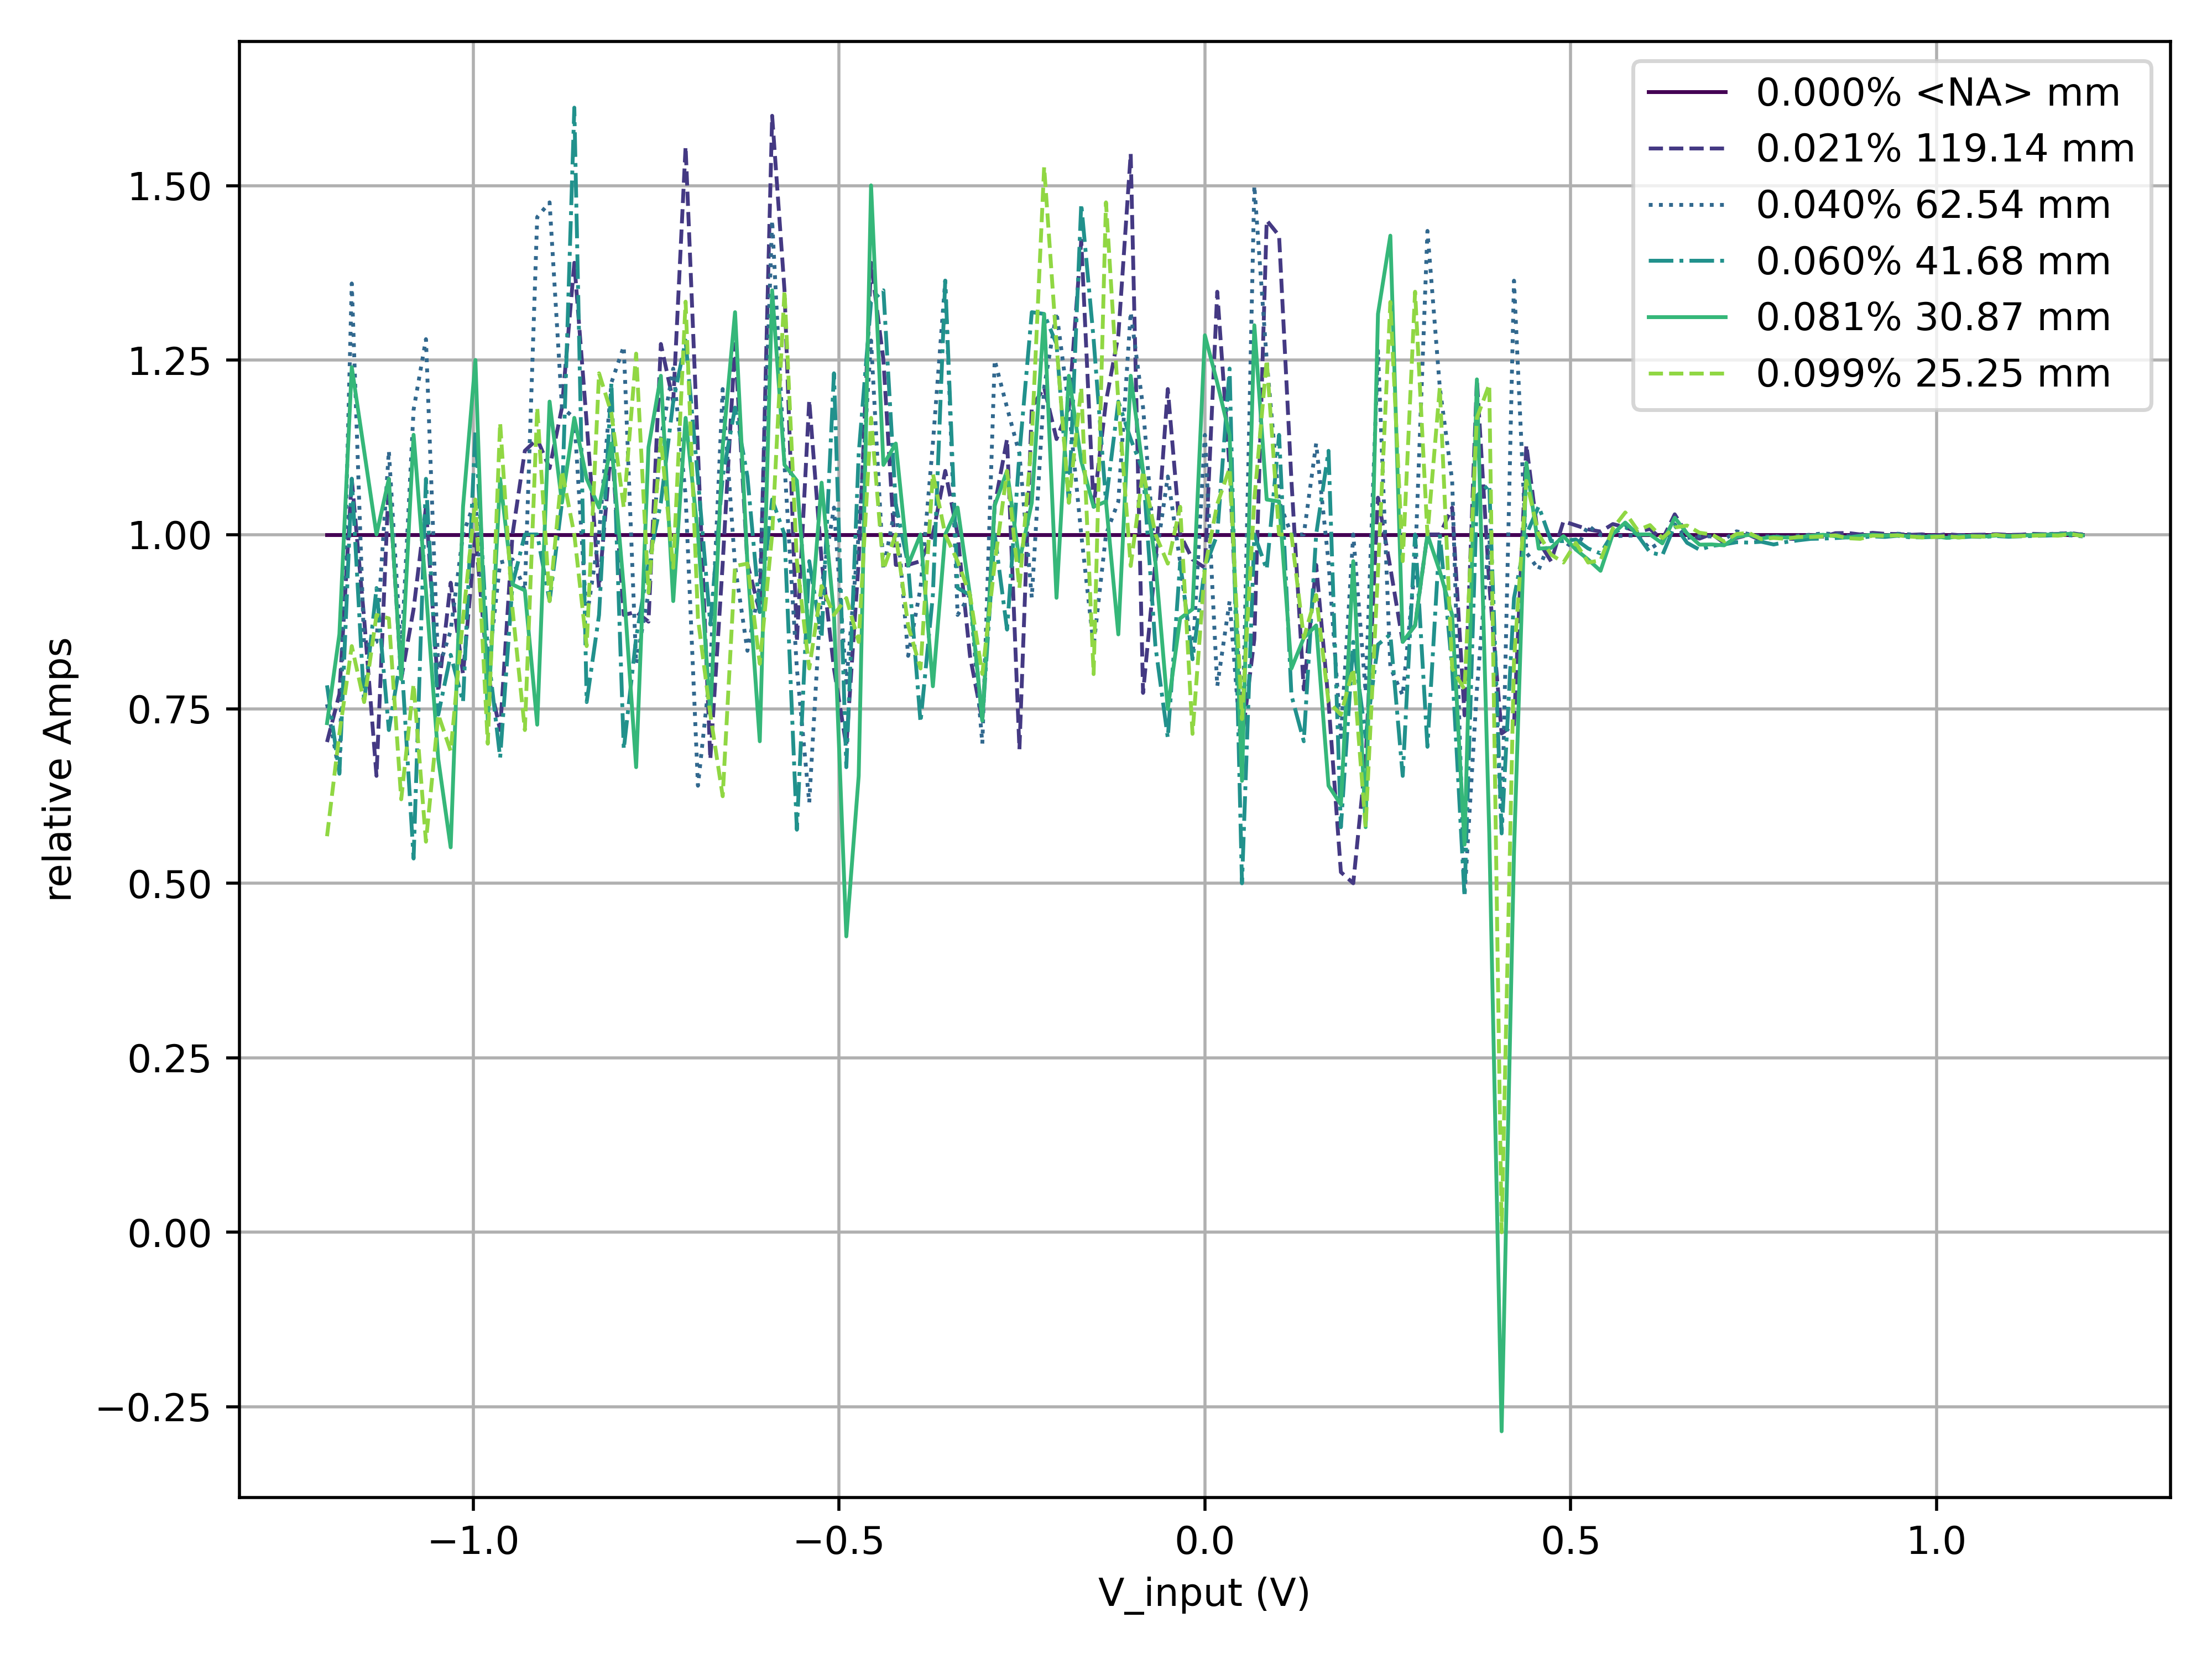 0.000% <NA> mm
0.021% 119.14 mm
0.040% 62.54 mm
0.060% 41.68 mm
0.081% 30.87 mm
0.099% 25.25 mm
1.50
1.25
1.00
0.75
0.50
0.25
0.00
−0.25
relative Amps
−1.0 −0.5 0.0 0.5 1.0
V_input (V)